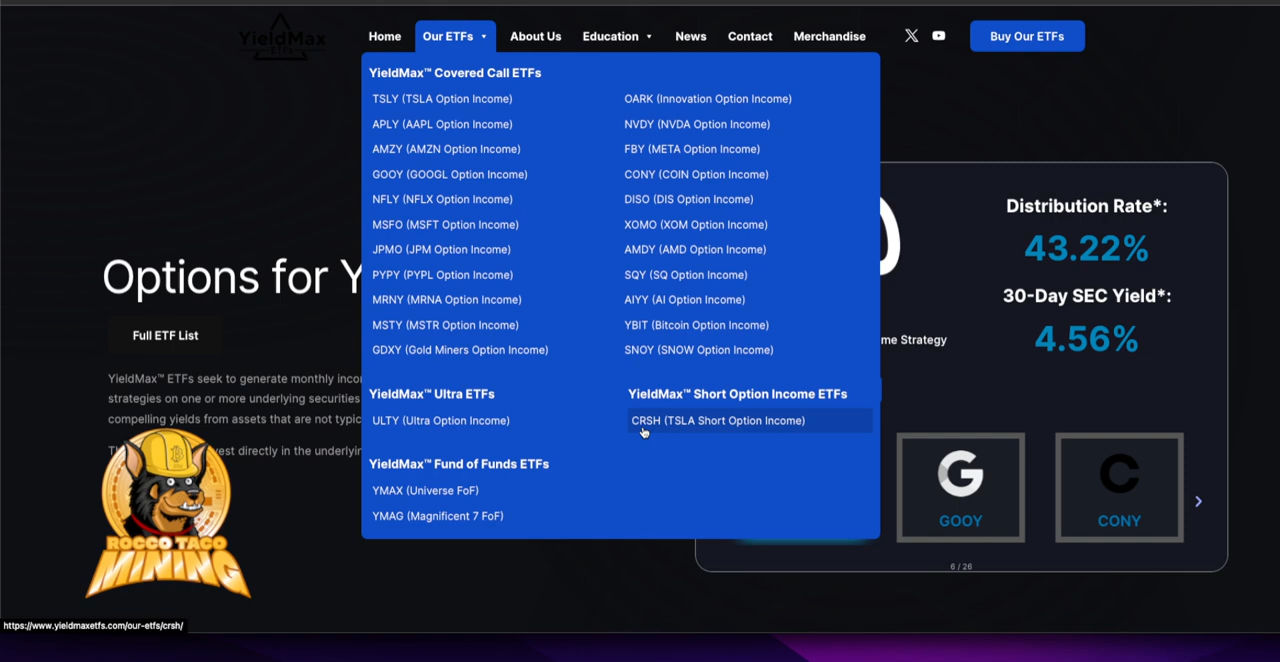 YieldMax
ETFs
Home
Our ETFs
About Us
Education
News
Contact
Merchandise
Buy Our ETFs
YieldMax™ Covered Call ETFs
TSLY (TSLA Option Income)
OARK (Innovation Option Income)
APLY (AAPL Option Income)
NVDY (NVDA Option Income)
AMZY (AMZN Option Income)
FBY (META Option Income)
GOOY (GOOGL Option Income)
CONY (COIN Option Income)
NFLY (NFLX Option Income)
DISO (DIS Option Income)
MSFO (MSFT Option Income)
XOMO (XOM Option Income)
JPMO (JPM Option Income)
AMDY (AMD Option Income)
PYPY (PYPL Option Income)
SQY (SQ Option Income)
MRNY (MRNA Option Income)
AIYY (AI Option Income)
MSTY (MSTR Option Income)
YBIT (Bitcoin Option Income)
GDXY (Gold Miners Option Income)
SNOY (SNOW Option Income)
YieldMax™ Ultra ETFs
YieldMax™ Short Option Income ETFs
ULTY (Ultra Option Income)
CRSH (TSLA Short Option Income)
YieldMax™ Fund of Funds ETFs
YMAX (Universe FoF)
YMAG (Magnificent 7 FoF)
Options for Y
Full ETF List
YieldMax™ ETFs seek to generate monthly inco
strategies on one or more underlying securities
compelling yields from assets that are not typic
vest directly in the underlyin
ROCCO TACO
MINING
Distribution Rate*:
43.22%
30-Day SEC Yield*:
4.56%
me Strategy
G
GOOY
C
CONY
6 / 26
https://www.yieldmaxetfs.com/our-etfs/crsh/